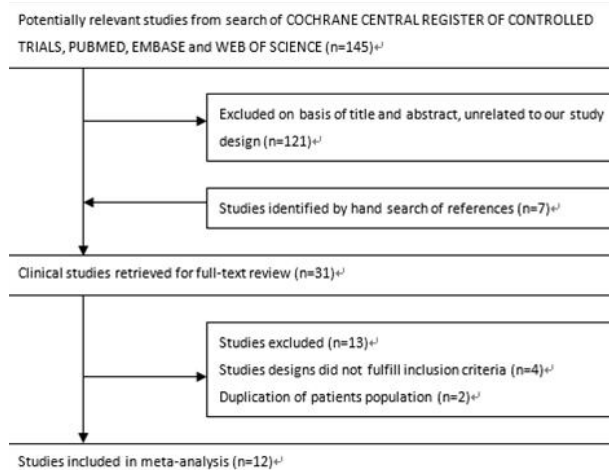 Potentially relevant studies from search of COCHRANE CENTRAL REGISTER OF CONTROLLED
TRIALS, PUBMED, EMBASE and WEB OF SCIENCE (n=145)↵
Excluded on basis of title and abstract, unrelated to our study
design (n=121)↵
Studies identified by hand search of references (n=7)↵
Clinical studies retrieved for full-text review (n=31)↵
Studies excluded (n=13)↵
Studies designs did not fulfill inclusion criteria (n=4)↵
Duplication of patients population (n=2)↵
Studies included in meta-analysis (n=12)↵